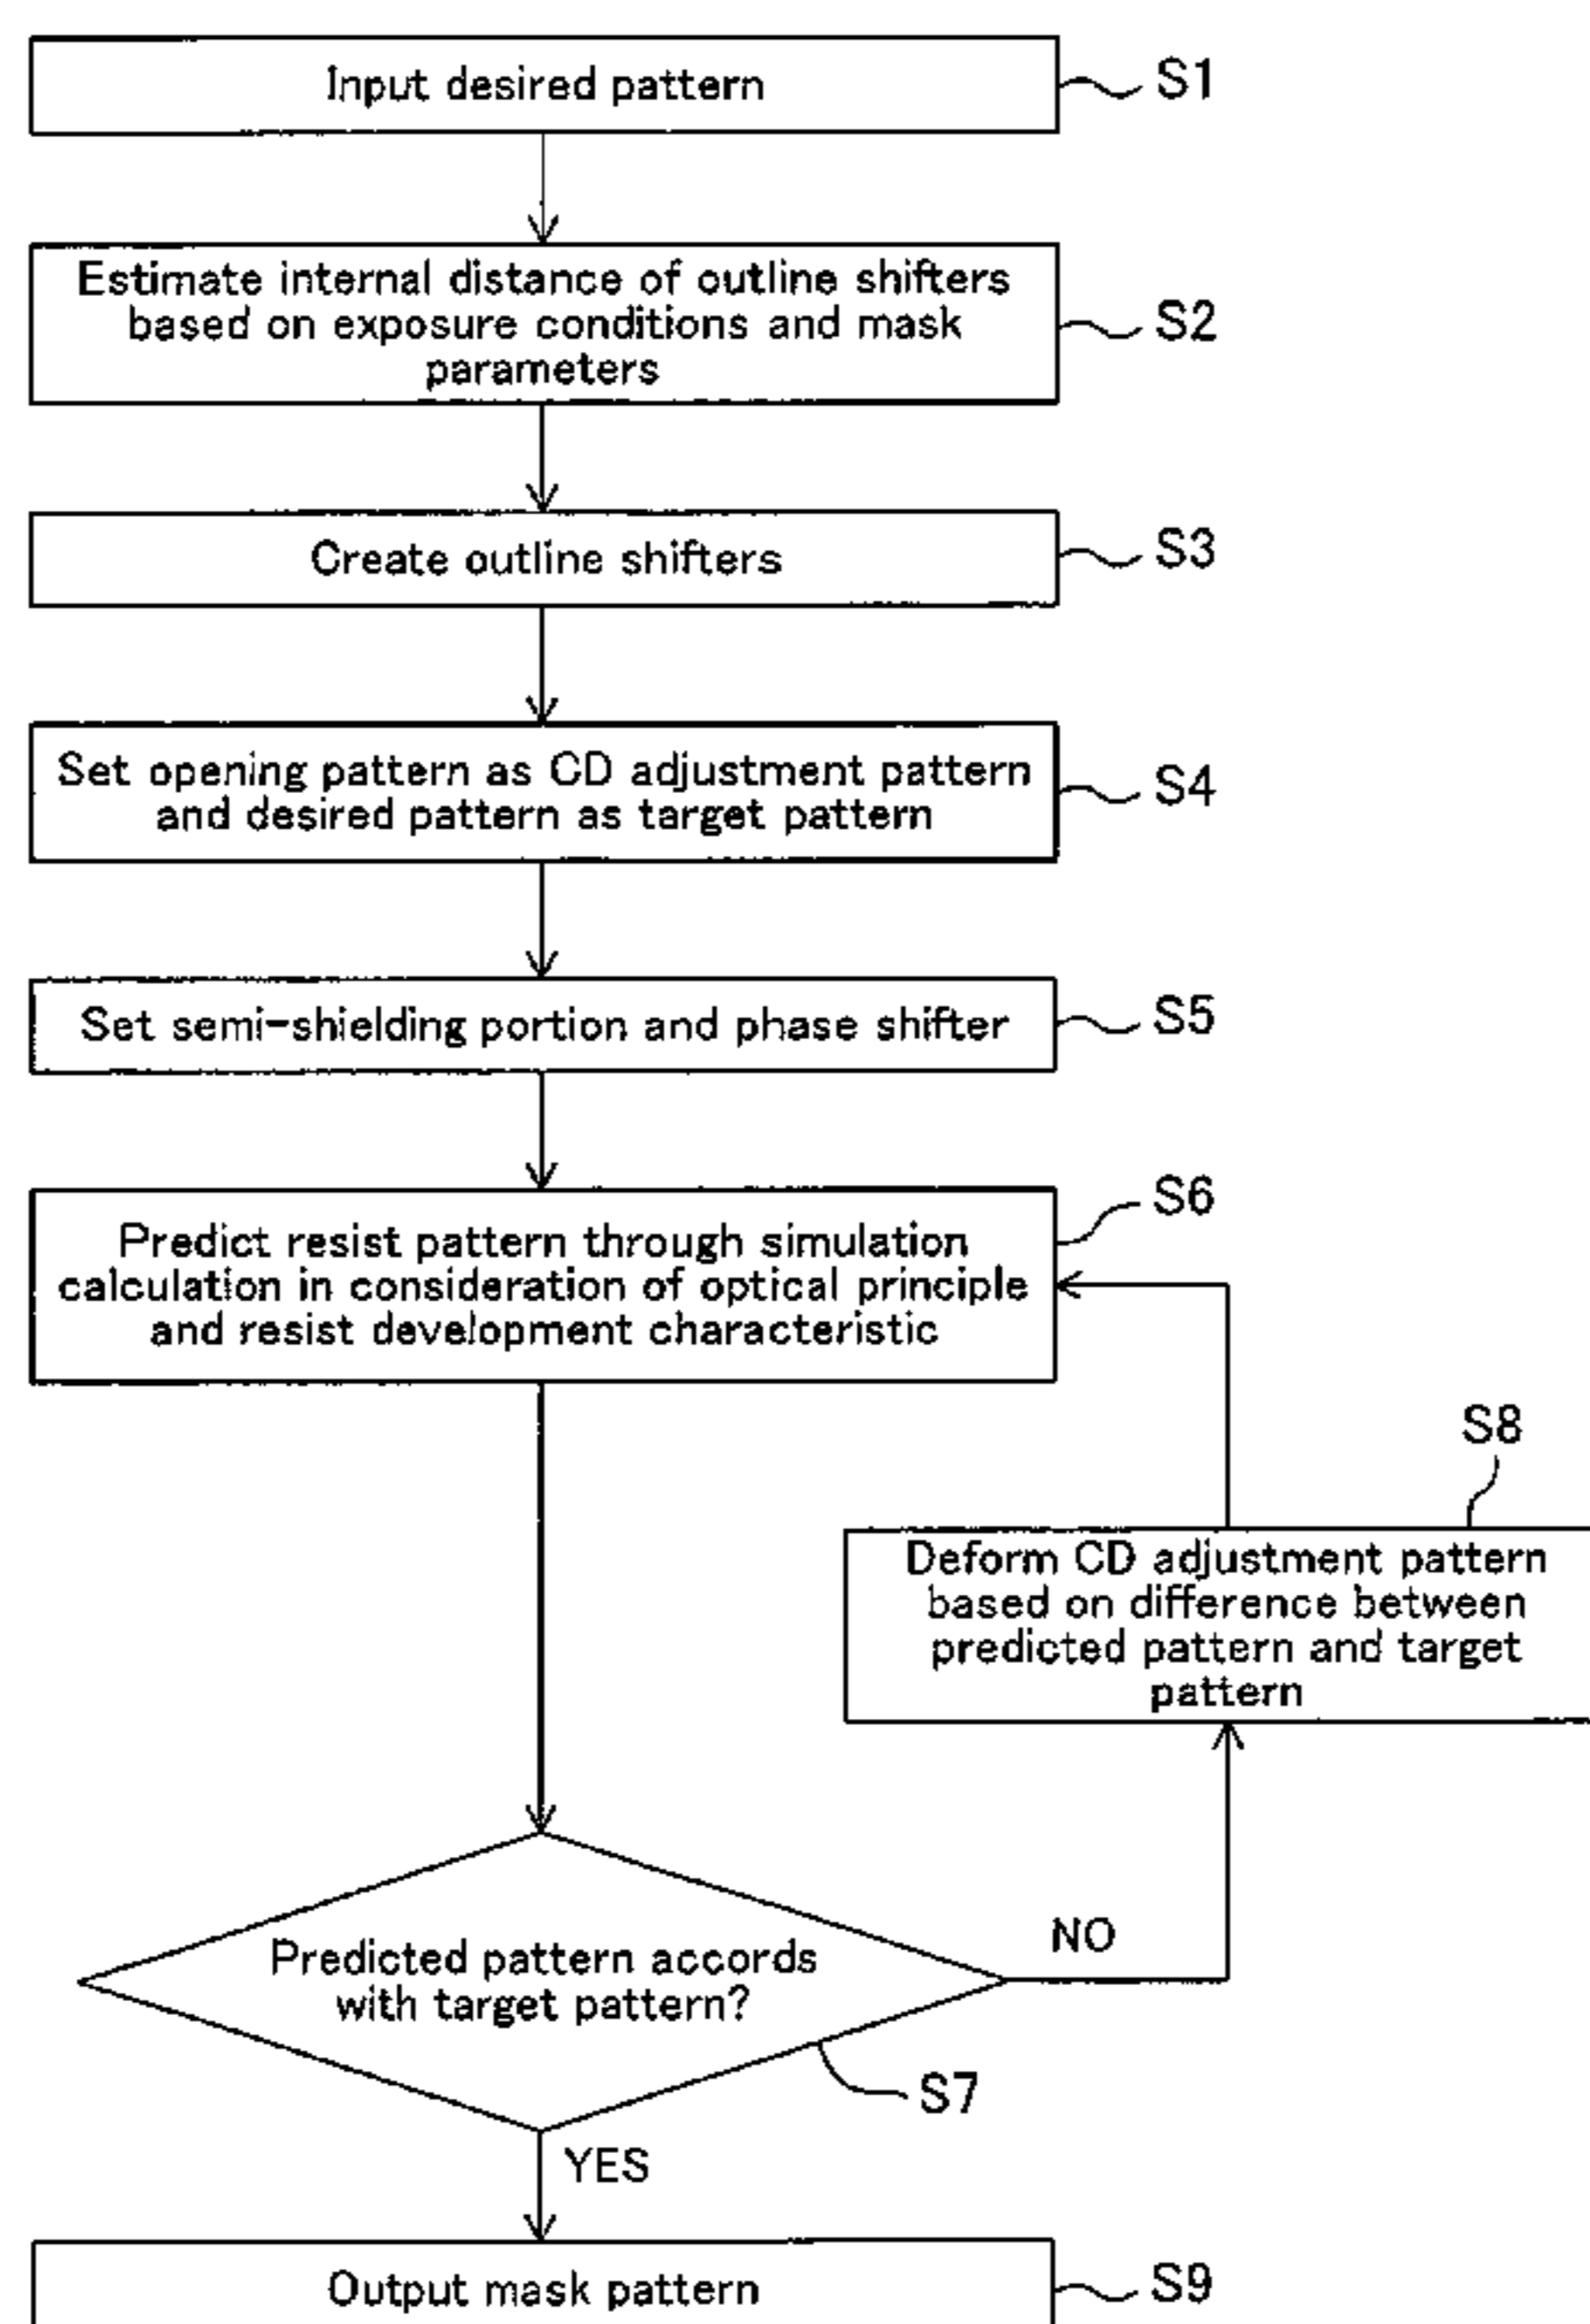 Input desired pattern
S1
Estimate internal distance of outline shifters
based on exposure conditions and mask
parameters
S2
Create outline shifters
S3
Set opening pattern as CD adjustment pattern
and desired pattern as target pattern
S4
Set semi-shielding portion and phase shifter
S5
Predict resist pattern through simulation
calculation in consideration of optical principle
and resist development characteristic
S6
S8
Deform CD adjustment pattern
based on difference between
predicted pattern and target
pattern
Predicted pattern accords
with target pattern?
NO
S7
YES
Output mask pattern
S9